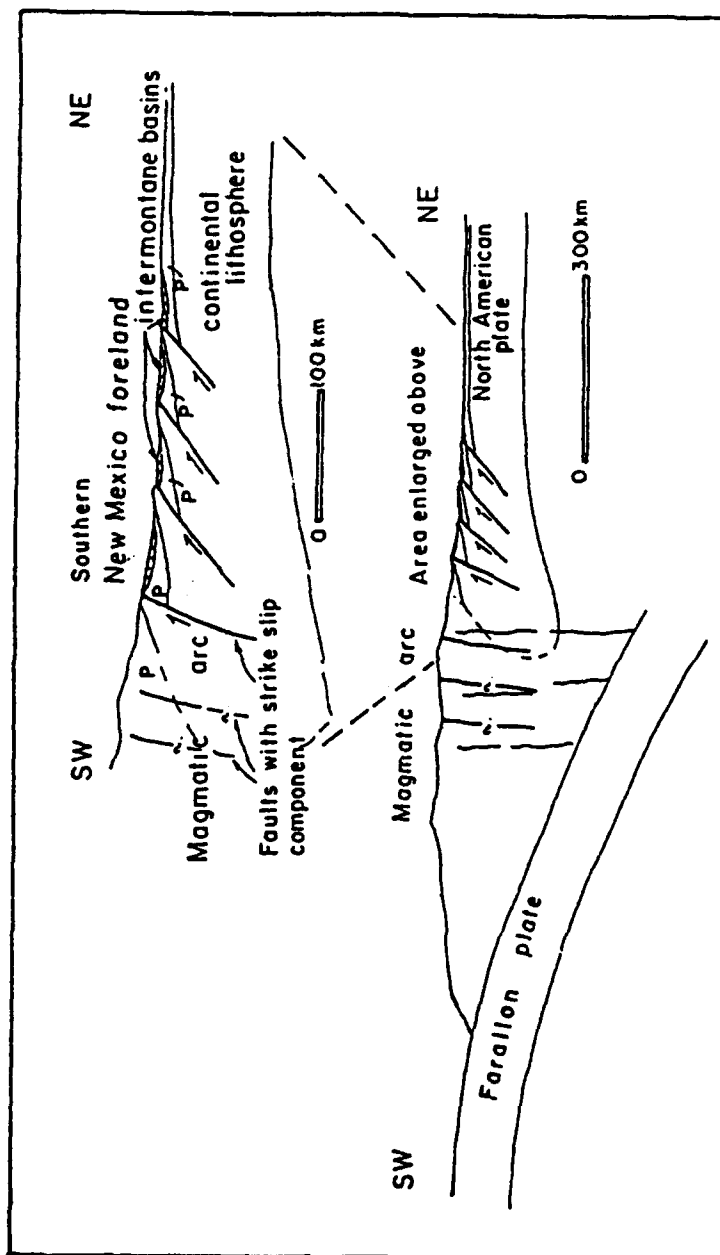 SW
NE
Southern
New Mexico foreland
intermontane basins
P
P
P'
P'
P'
Magmatic arc
continental
lithosphere
Faults with strike slip
component
0
100km
SW
NE
Magmatic arc
Area enlarged above
North American
plate
Farallon plate
0
300km